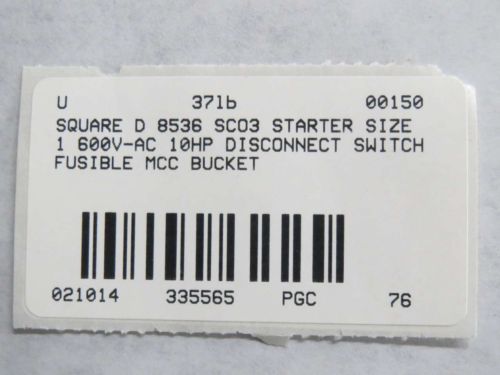 U 37lb 00150
SQUARE D 8536 SCO3 STARTER SIZE
1 600V-AC 10HP DISCONNECT SWITCH
FUSIBLE MCC BUCKET
021014 335565 PGC 76